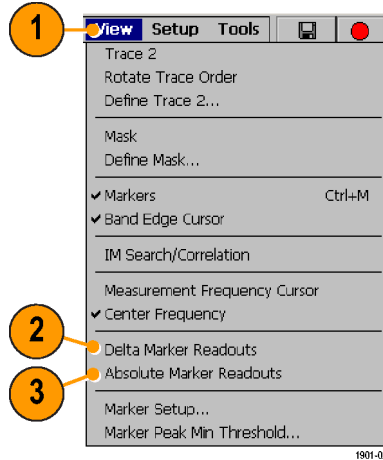 1
View Setup Tools
Trace 2
Rotate Trace Order
Define Trace 2...
Mask
Define Mask...
Markers Ctrl+M
Band Edge Cursor
IM Search/Correlation
Measurement Frequency Cursor
Center Frequency
2
Delta Marker Readouts
3
Absolute Marker Readouts
Marker Setup...
Marker Peak Min Threshold...
1901-0